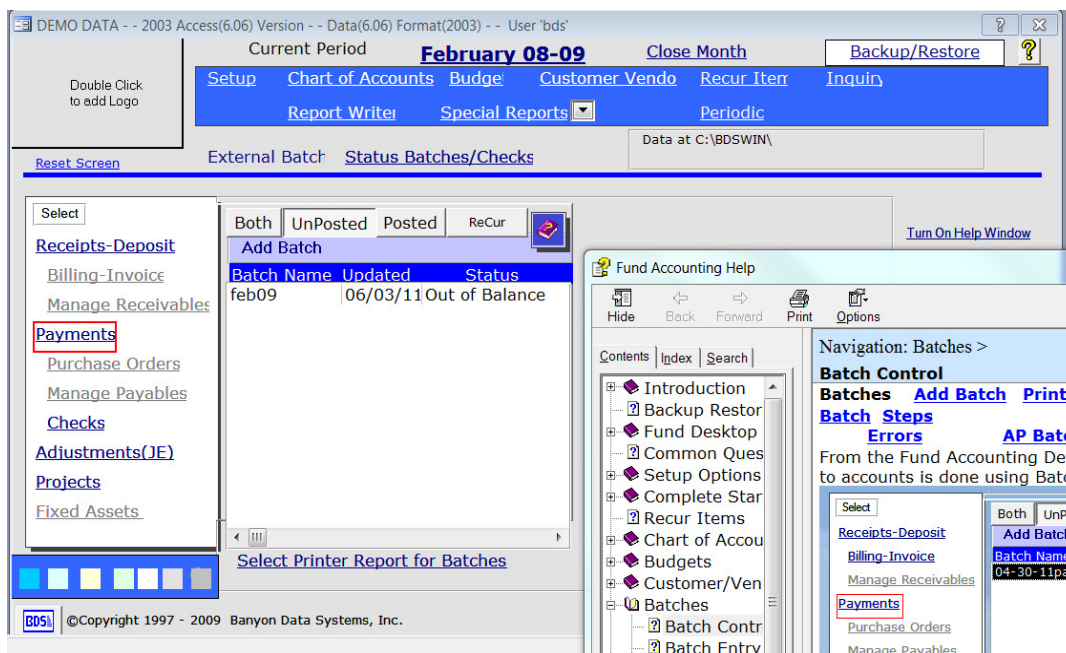 DEMO DATA - - 2003 Access(6.06) Version - - Data(6.06) Format(2003) - - User 'bds'
Current Period February 08-09 Close Month Backup/Restore
Double Click
to add Logo
Setup Chart of Accounts Budge Customer Vendo Recur Iten Inquiry
Report Writer Special Reports Periodic
Data at C:\BDSWIN\
Reset Screen
External Batch Status Batches/Checks
Select
Receipts-Deposit
Billing-Invoice
Manage Receivables
Payments
Purchase Orders
Manage Payables
Checks
Adjustments(JE)
Projects
Fixed Assets
Both UnPosted Posted ReCur
Add Batch
Batch Name Updated Status
feb09 06/03/11 Out of Balance
Select Printer Report for Batches
Turn On Help Window
BDS ©Copyright 1997 - 2009 Banyon Data Systems, Inc.
Fund Accounting Help
Hide Back Forward Print Options
Contents Index Search
Introduction
Backup Restor
Fund Desktop
Common Ques
Setup Options
Complete Star
Recur Items
Chart of Accou
Budgets
Customer/Ven
Batches
Batch Contr
Batch Entry
Navigation: Batches >
Batch Control
Batches Add Batch Print
Batch Steps
Errors AP Bat
From the Fund Accounting De
to accounts is done using Bat
Select
Receipts-Deposit
Billing-Invoice
Manage Receivables
Payments
Purchase Orders
Manage Payables
Both UnP
Add Batch
Batch Name
04-30-11pa